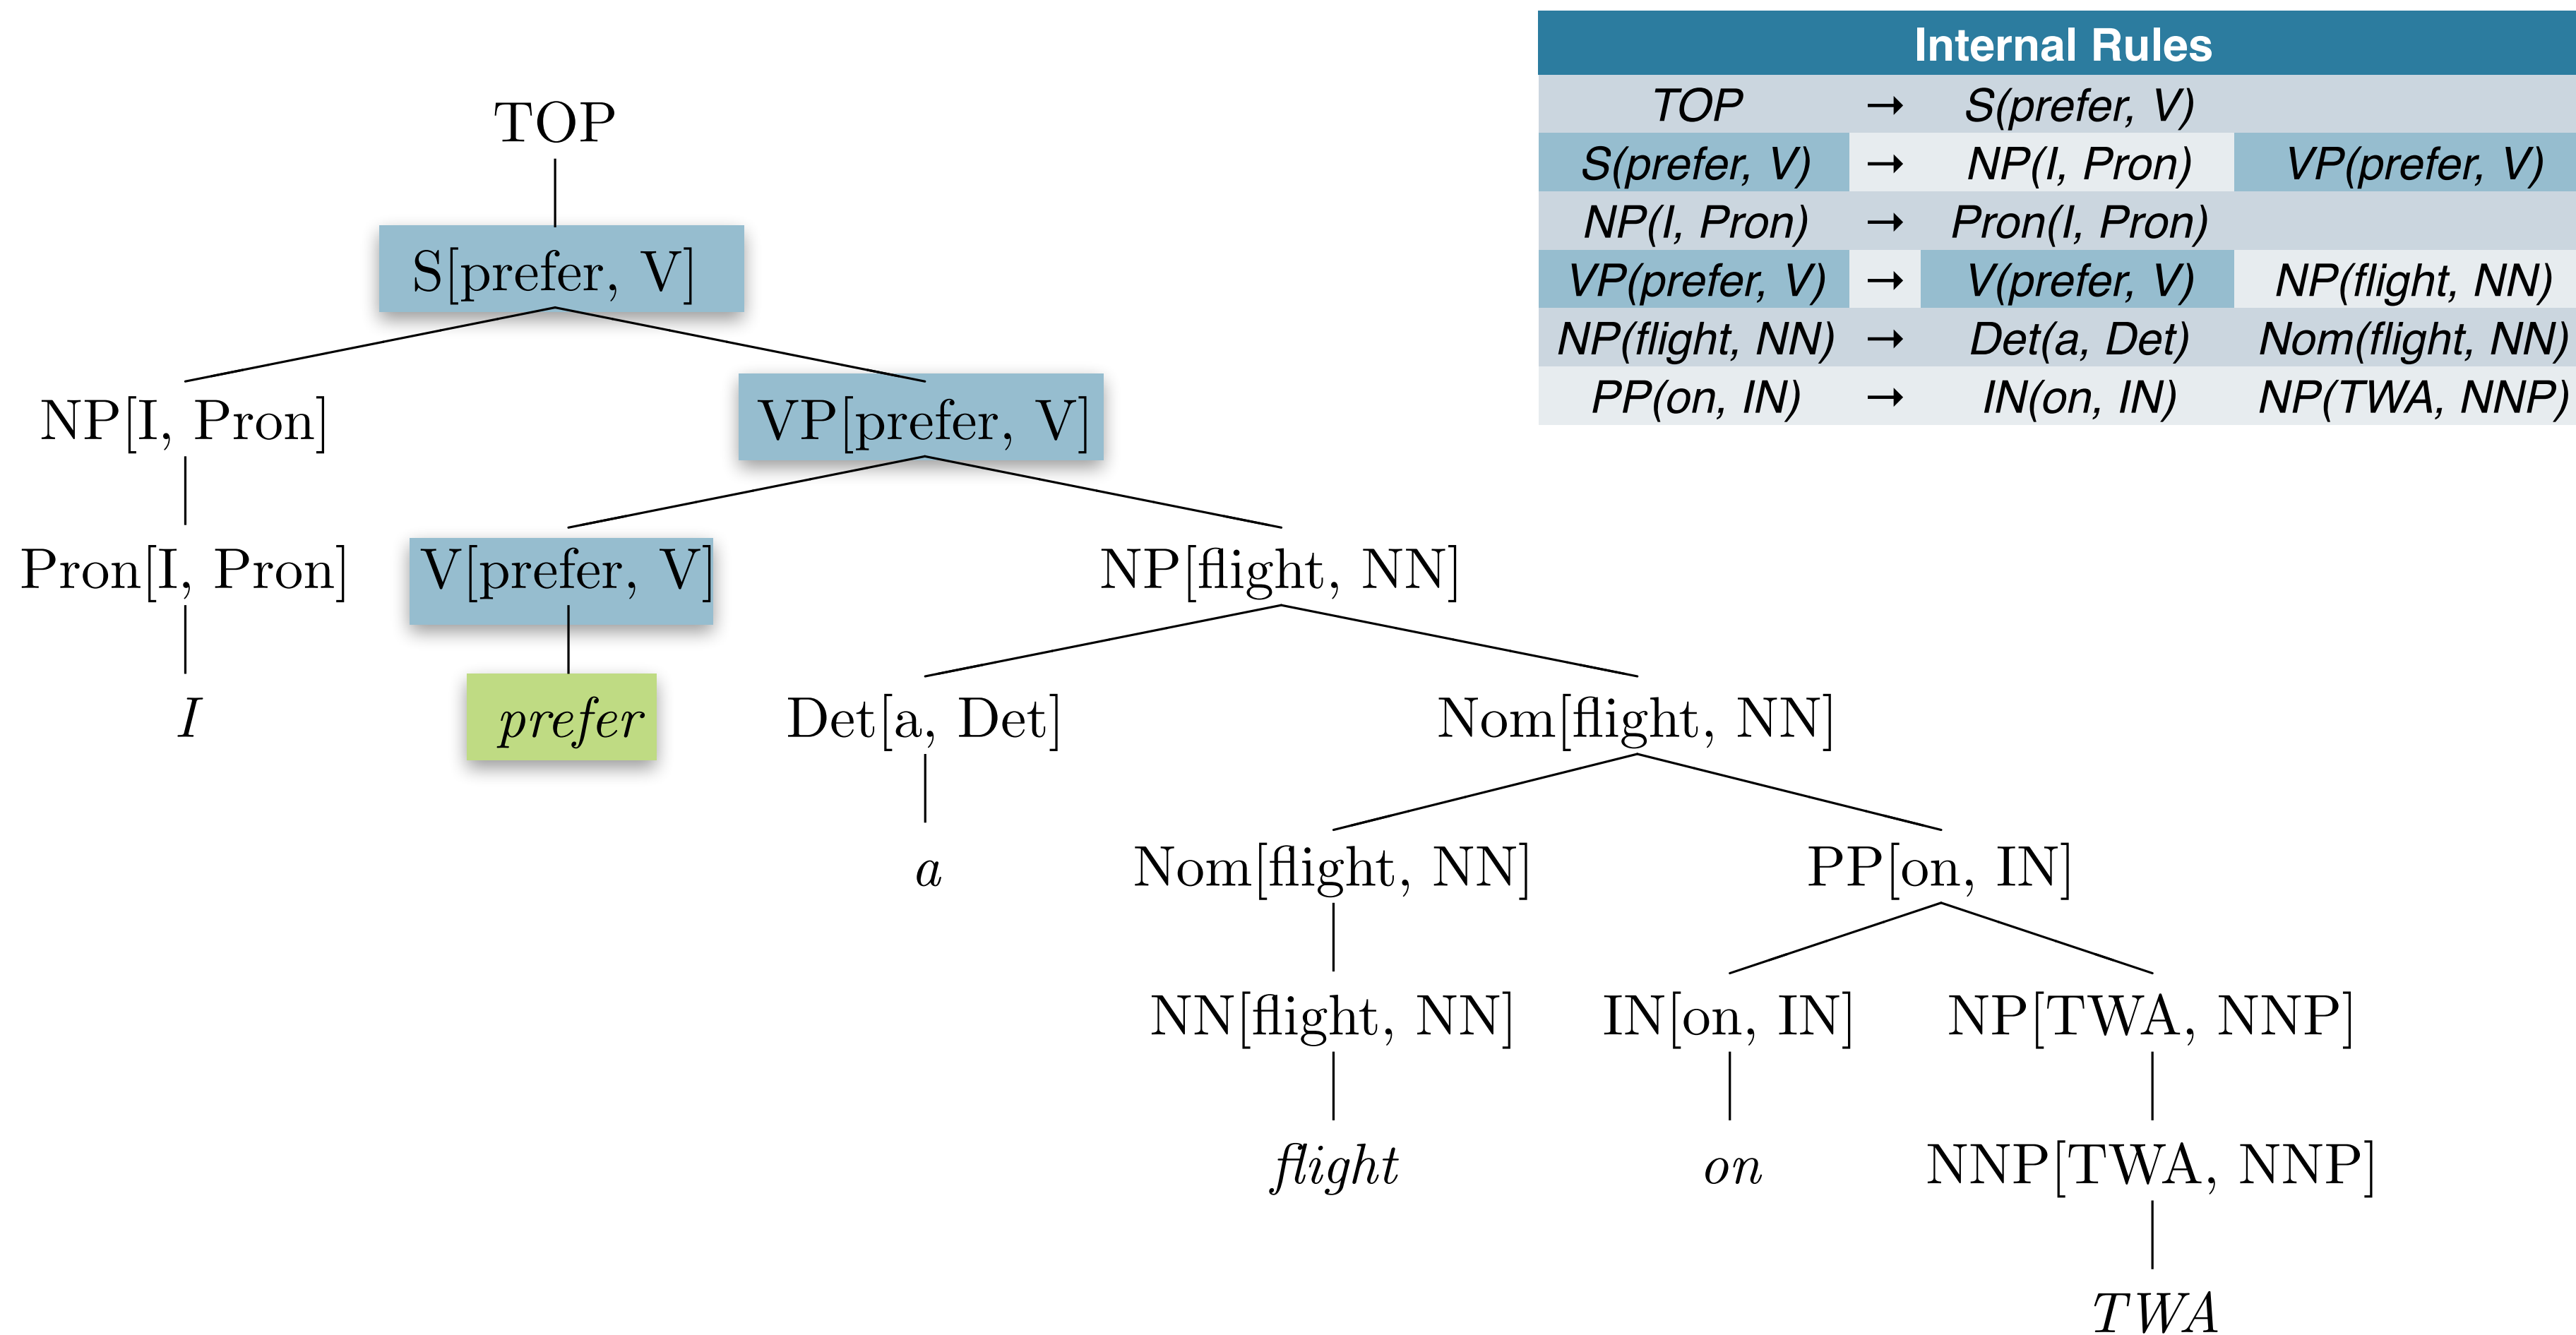 Internal Rules
TOP → S(prefer, V)
S(prefer, V) → NP(I, Pron) VP(prefer, V)
NP(I, Pron) → Pron(I, Pron)
VP(prefer, V) → V(prefer, V) NP(flight, NN)
NP(flight, NN) → Det(a, Det) Nom(flight, NN)
PP(on, IN) → IN(on, IN) NP(TWA, NNP)
TOP
S[prefer, V]
NP[I, Pron] VP[prefer, V]
Pron[I, Pron] V[prefer, V] NP[flight, NN]
I prefer Det[a, Det] Nom[flight, NN]
a Nom[flight, NN] PP[on, IN]
NN[flight, NN] IN[on, IN] NP[TWA, NNP]
flight on NNP[TWA, NNP]
TWA